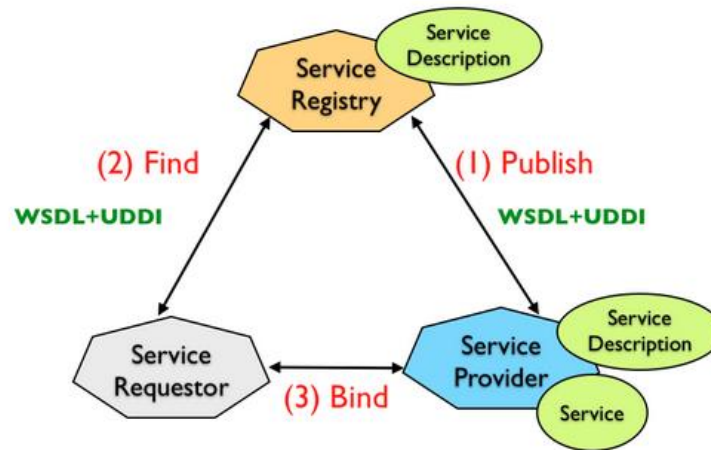 Service
Description
Service
Registry
(2) Find
(1) Publish
WSDL+UDDI
WSDL+UDDI
Service
Requestor
(3) Bind
Service
Provider
Service
Description
Service